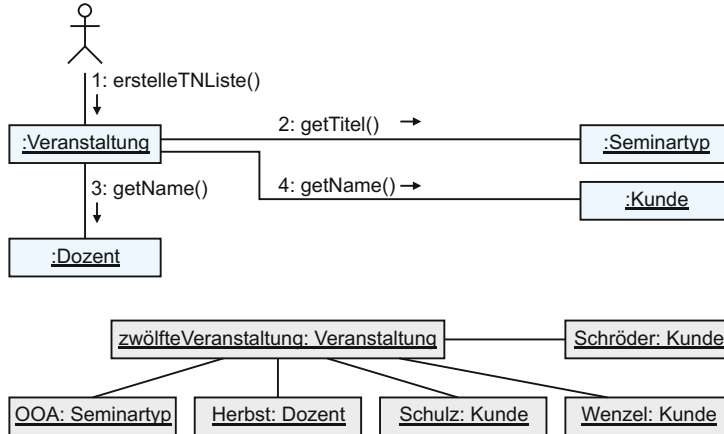 1: erstelleTNListe()
2: getTitel()
:Veranstaltung
:Seminartyp
3: getName()
4: getName()
:Kunde
:Dozent
zwölfteVeranstaltung: Veranstaltung
Schröder: Kunde
OOA: Seminartyp
Herbst: Dozent
Schulz: Kunde
Wenzel: Kunde